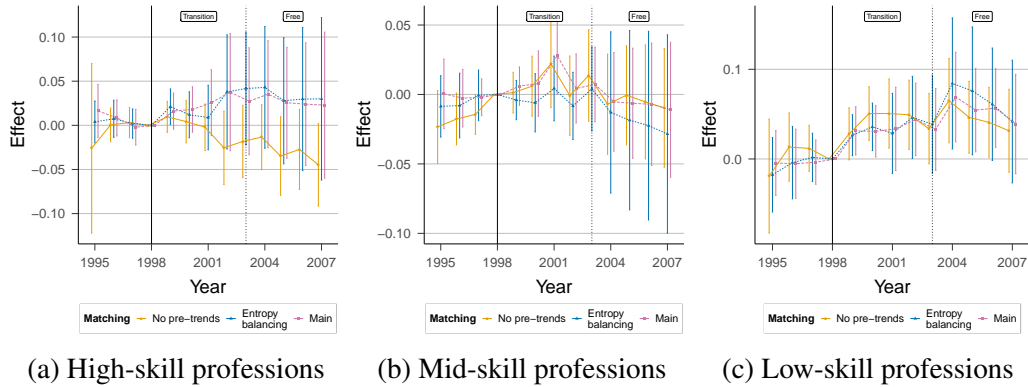 Transition
Free
0.10
0.05
0.00
−0.05
−0.10
Effect
1995
1998
2001
2004
2007
Year
Matching
No pre−trends
Entropy
balancing
Main
(a) High-skill professions
Transition
Free
0.05
0.00
−0.05
−0.10
Effect
1995
1998
2001
2004
2007
Year
Matching
No pre−trends
Entropy
balancing
Main
(b) Mid-skill professions
Transition
Free
0.1
0.0
Effect
1995
1998
2001
2004
2007
Year
Matching
No pre−trends
Entropy
balancing
Main
(c) Low-skill professions